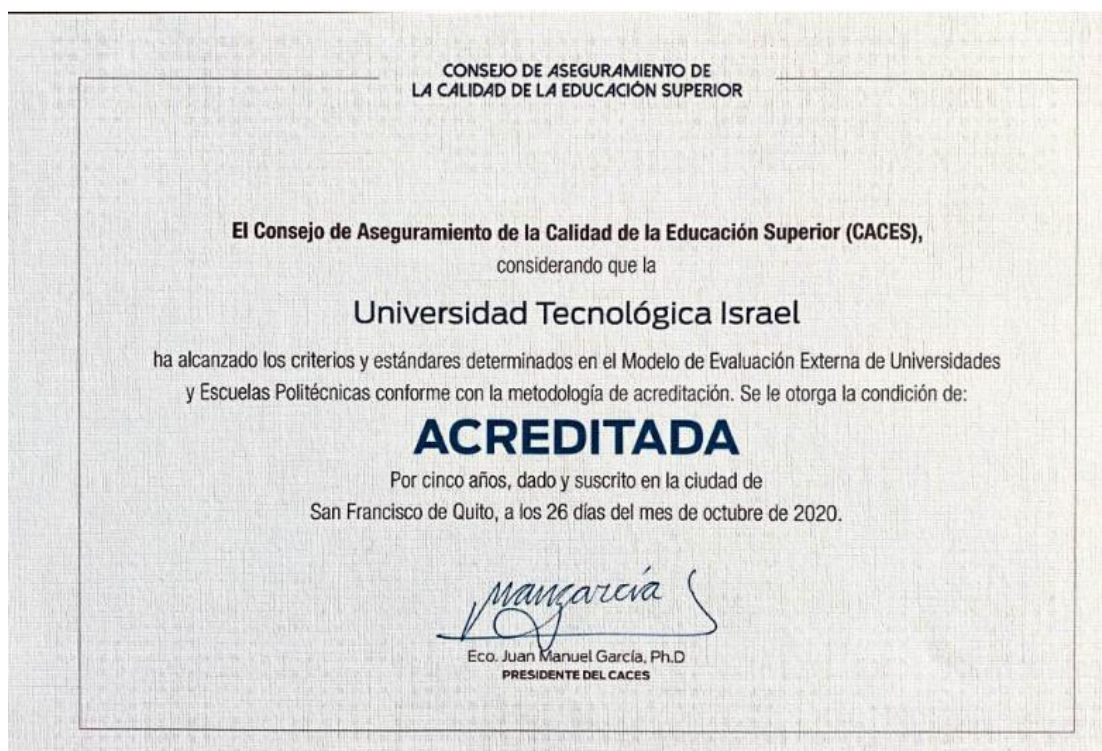 CONSEJO DE ASEGURAMIENTO DE
LA CALIDAD DE LA EDUCACIÓN SUPERIOR
El Consejo de Aseguramiento de la Calidad de la Educación Superior (CACES),
considerando que la
Universidad Tecnológica Israel
ha alcanzado los criterios y estándares determinados en el Modelo de Evaluación Externa de Universidades
y Escuelas Politécnicas conforme con la metodología de acreditación. Se le otorga la condición de:
ACREDITADA
Por cinco años, dado y suscrito en la ciudad de
San Francisco de Quito, a los 26 días del mes de octubre de 2020.
Mangarcía
Eco. Juan Manuel García, Ph.D
PRESIDENTE DEL CACES